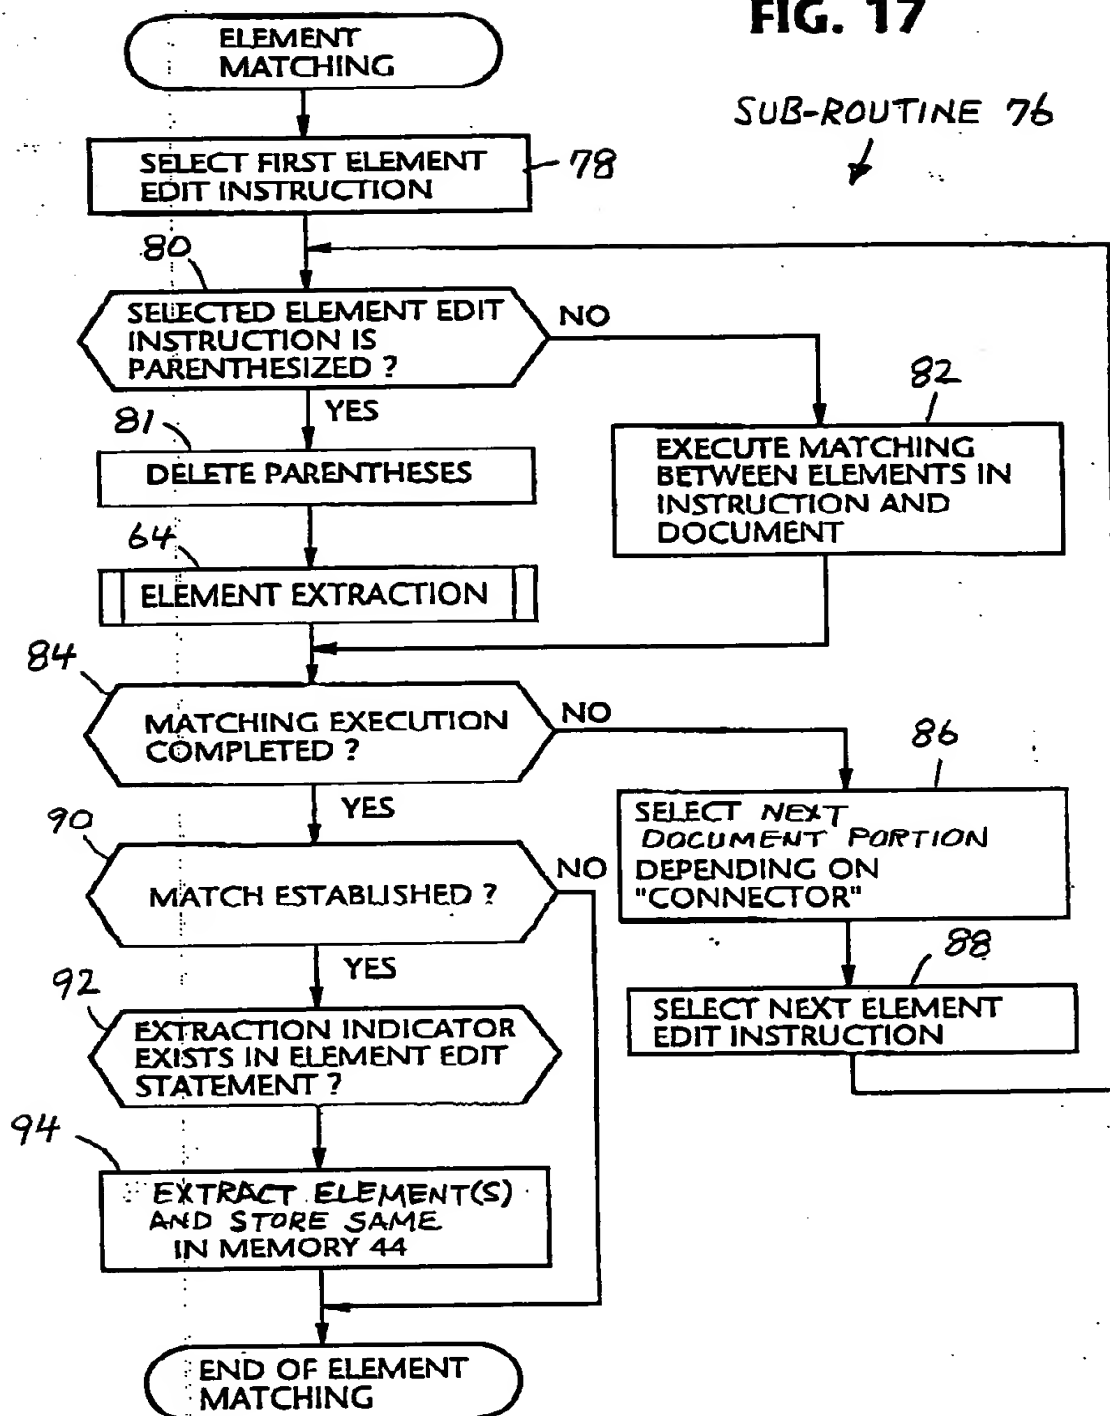 FIG. 17
ELEMENT
MATCHING
SUB-ROUTINE 76
SELECT FIRST ELEMENT
EDIT INSTRUCTION
78
80
SELECTED ELEMENT EDIT
INSTRUCTION IS
PARENTHESIZED ?
NO
YES
81
DELETE PARENTHESES
82
EXECUTE MATCHING
BETWEEN ELEMENTS IN
INSTRUCTION AND
DOCUMENT
64
ELEMENT EXTRACTION
84
MATCHING EXECUTION
COMPLETED ?
NO
YES
86
SELECT NEXT
DOCUMENT PORTION
DEPENDING ON
"CONNECTOR"
90
MATCH ESTABLISHED ?
NO
YES
88
SELECT NEXT ELEMENT
EDIT INSTRUCTION
92
EXTRACTION INDICATOR
EXISTS IN ELEMENT EDIT
STATEMENT ?
94
EXTRACT ELEMENT(S)
AND STORE SAME
IN MEMORY 44
END OF ELEMENT
MATCHING